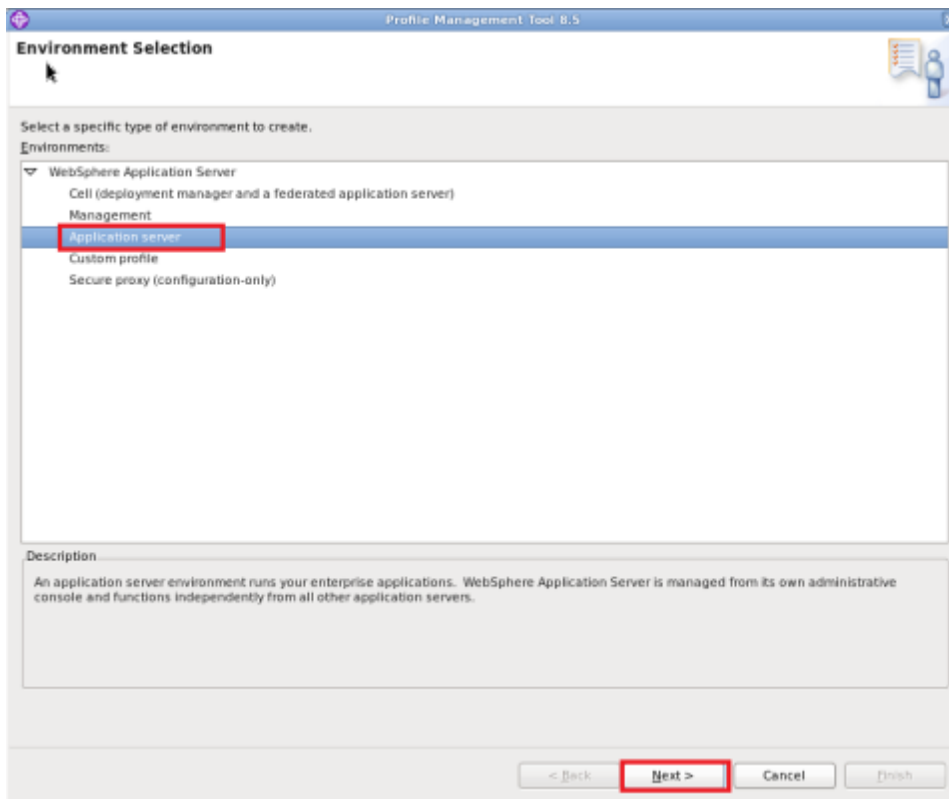 Profile Management Tool 8.5
Environment Selection
Select a specific type of environment to create.
Environments:
WebSphere Application Server
Cell (deployment manager and a federated application server)
Management
Application server
Custom profile
Secure proxy (configuration-only)
Description
An application server environment runs your enterprise applications. WebSphere Application Server is managed from its own administrative
console and functions independently from all other application servers.
< Back Next > Cancel Finish